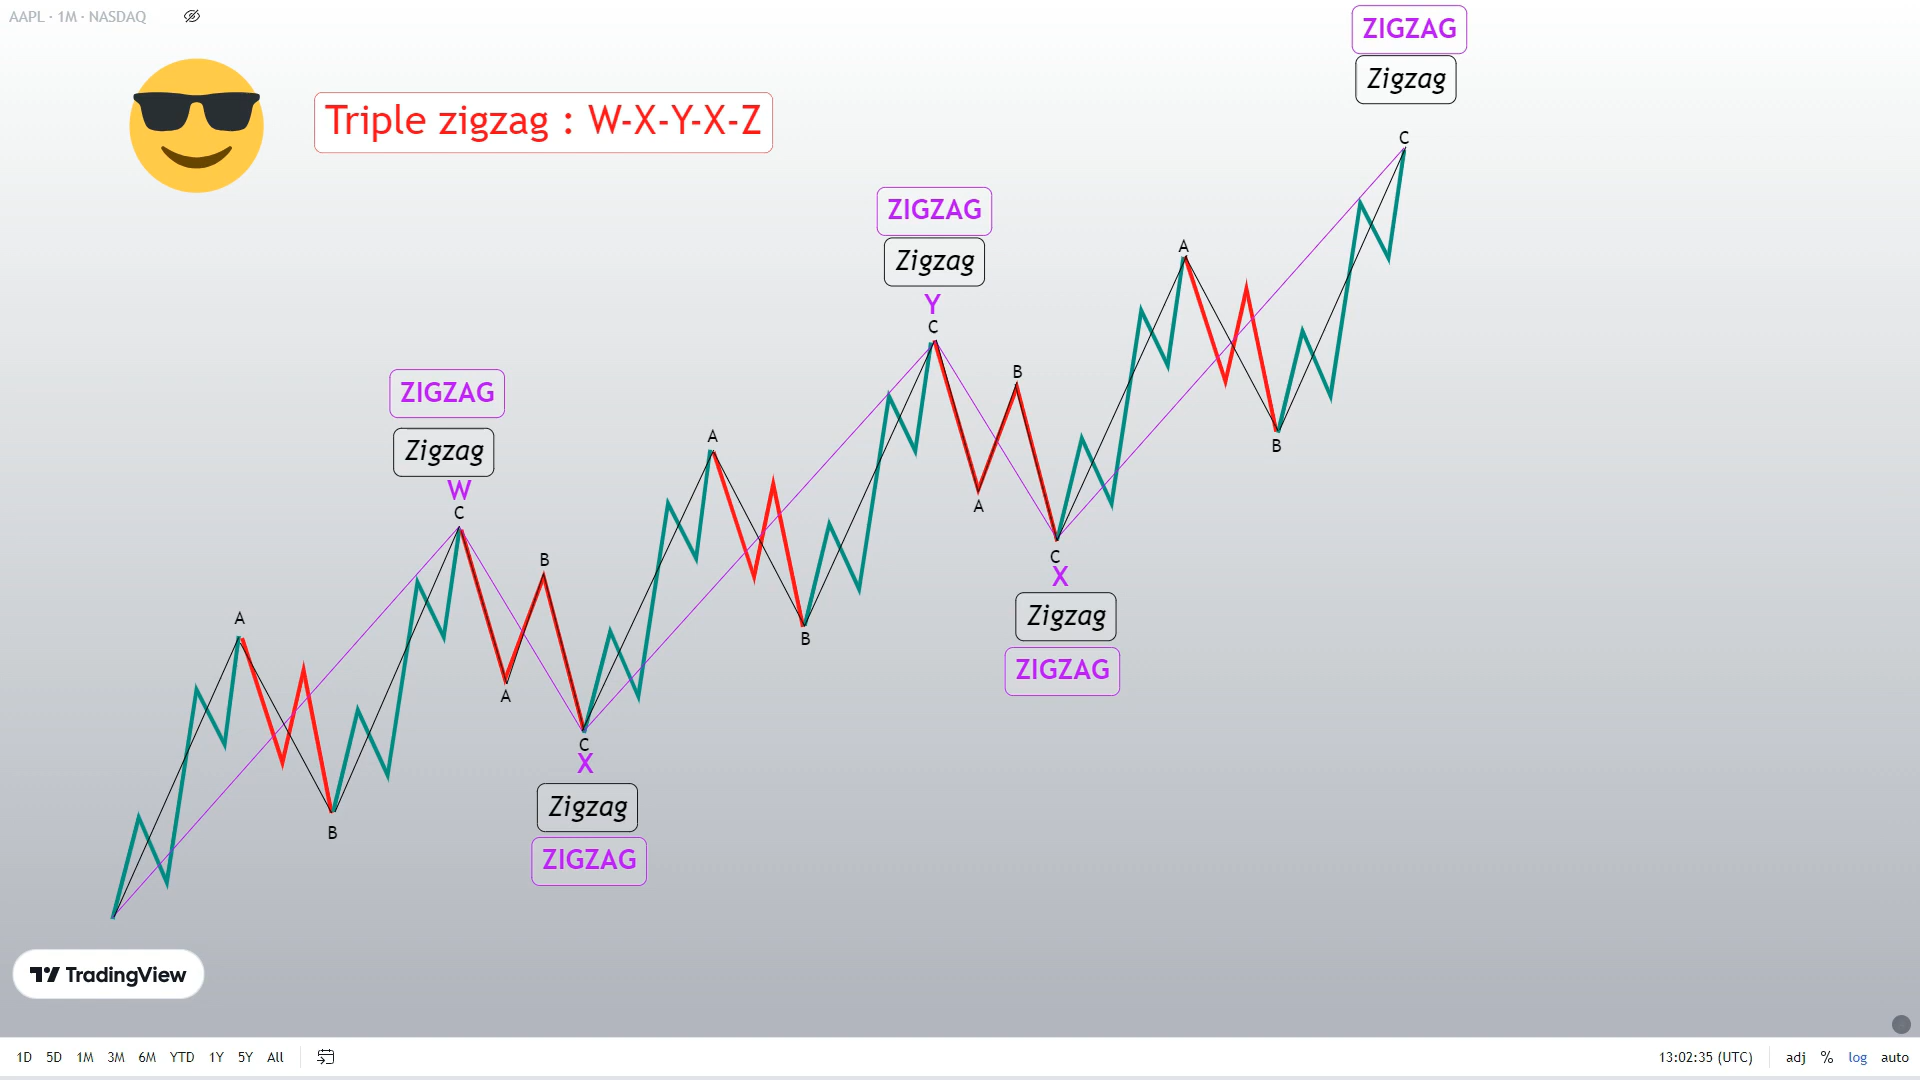 AAPL · 1M · NASDAQ
ZIGZAG
Zigzag
Triple zigzag : W-X-Y-X-Z
C
ZIGZAG
Zigzag
Y
C
A
ZIGZAG
Zigzag
W
C
B
A
B
A
C
X
Zigzag
ZIGZAG
B
A
B
A
C
X
Zigzag
ZIGZAG
A
B
B
TradingView
1D 5D 1M 3M 6M YTD 1Y 5Y All
13:02:35 (UTC) adj % log auto